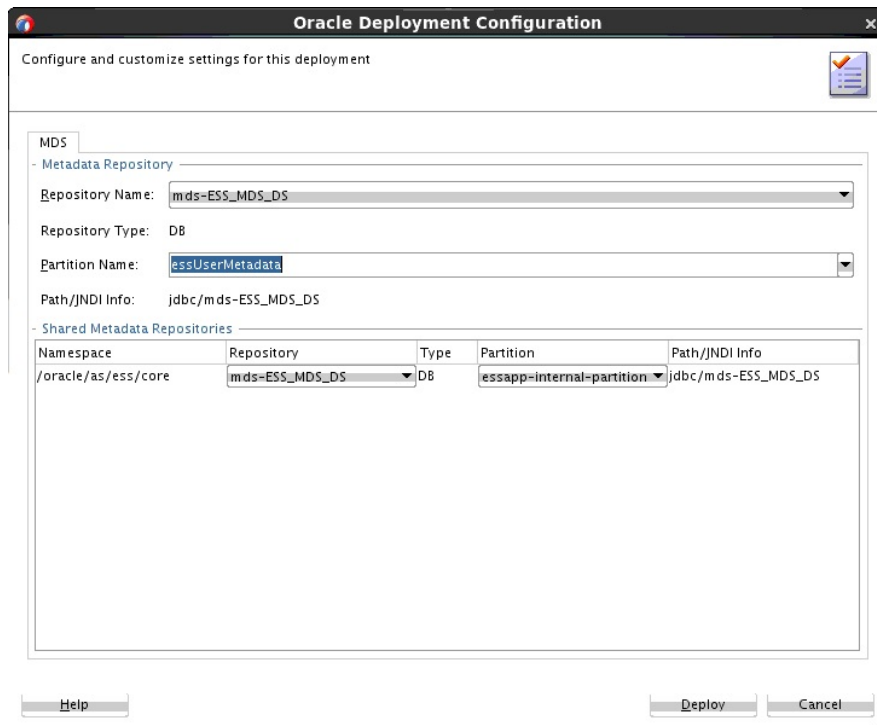 Oracle Deployment Configuration
Configure and customize settings for this deployment
MDS
Metadata Repository
Repository Name: mds-ESS_MDS_DS
Repository Type: DB
Partition Name: essUserMetadata
Path/JNDI Info: jdbc/mds-ESS_MDS_DS
Shared Metadata Repositories
Namespace Repository Type Partition Path/JNDI Info
/oracle/as/ess/core mds-ESS_MDS_DS DB essapp-internal-partition jdbc/mds-ESS_MDS_DS
Help Deploy Cancel